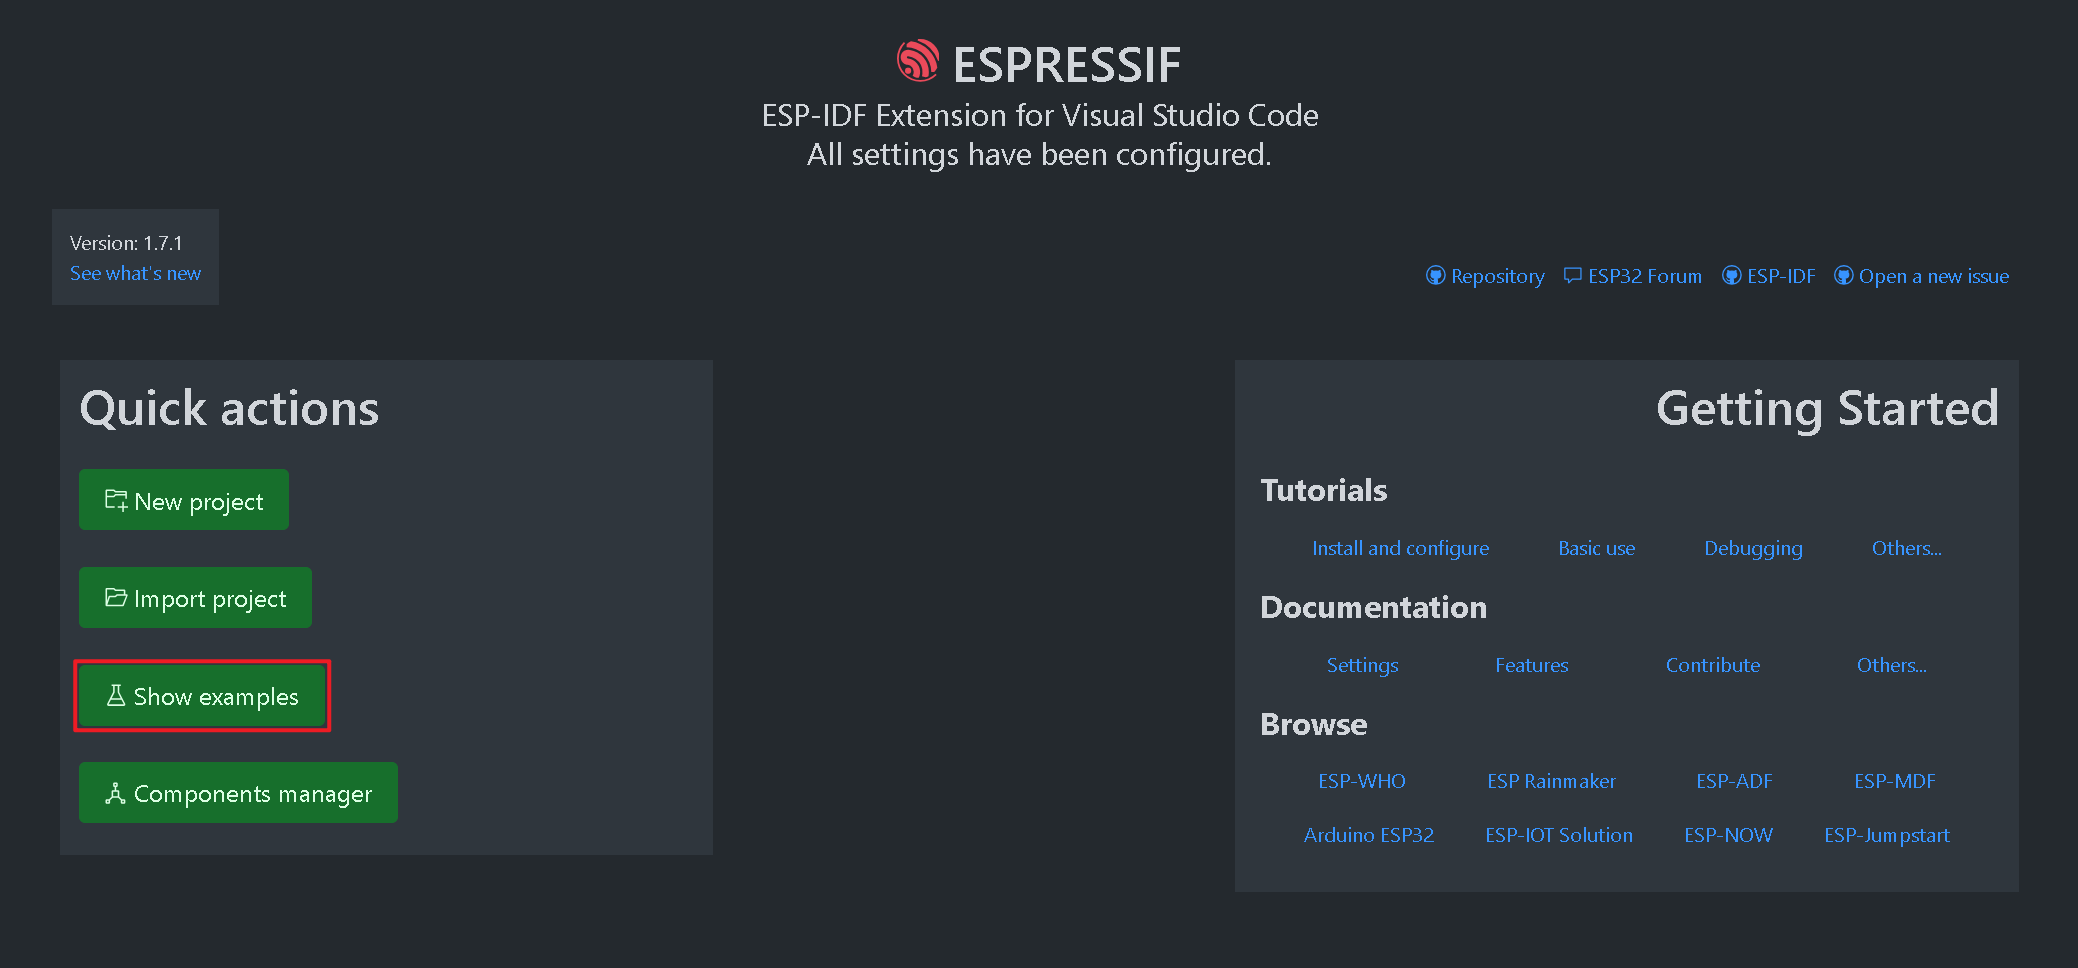 ESPRESSIF
ESP-IDF Extension for Visual Studio Code
All settings have been configured.
Version: 1.7.1
See what's new
Repository ESP32 Forum ESP-IDF Open a new issue
Quick actions
New project
Import project
Show examples
Components manager
Getting Started
Tutorials
Install and configure Basic use Debugging Others...
Documentation
Settings Features Contribute Others...
Browse
ESP-WHO ESP Rainmaker ESP-ADF ESP-MDF
Arduino ESP32 ESP-IOT Solution ESP-NOW ESP-Jumpstart